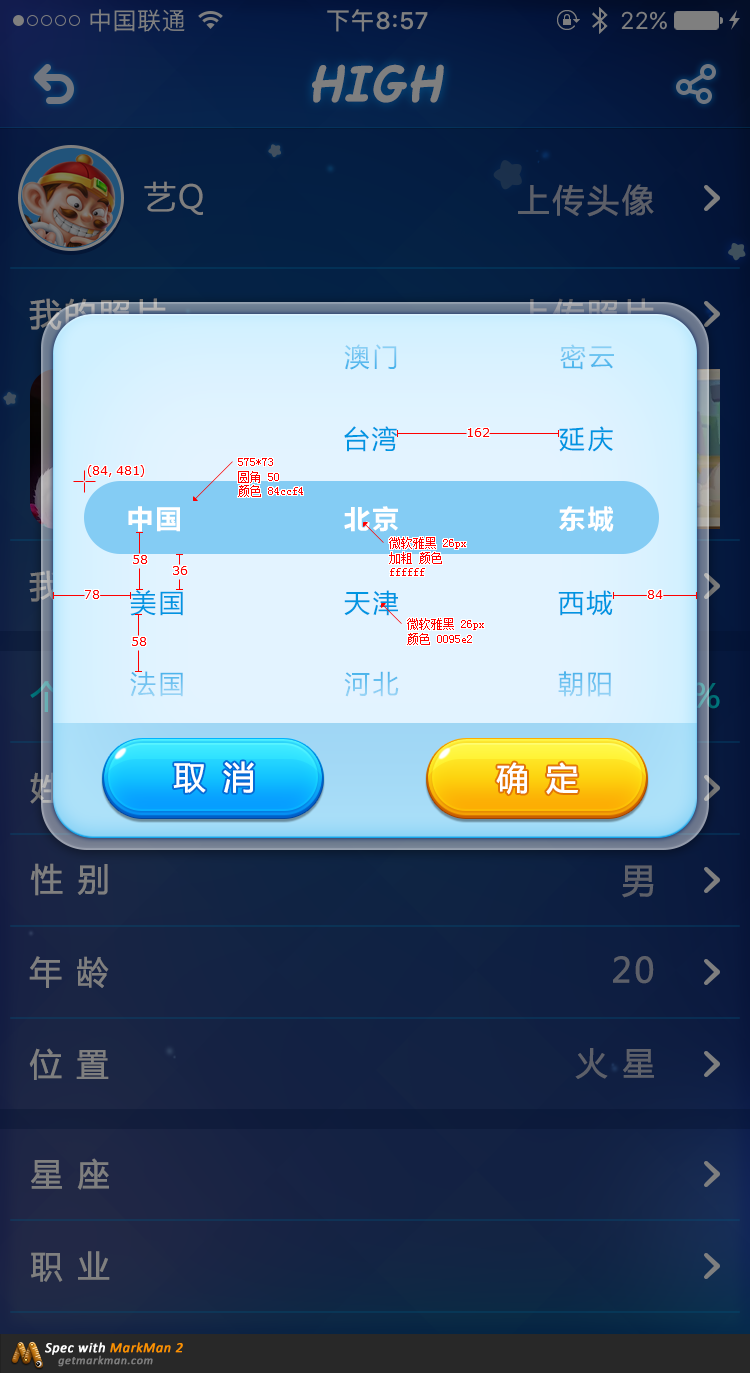 中国联通 下午8:57 22%
HIGH
艺Q 上传头像
我的照片 上传照片
澳门 密云
台湾 162 延庆
(84, 481)
575*73
圆角 50
颜色 84ccf4
中国 北京 东城
微软雅黑 26px
加粗 颜色
ffffff
58
36
78 美国 天津 西城 84
微软雅黑 26px
颜色 0095e2
58
法国 河北 朝阳
%
取消 确定
性别 男
年龄 20
位置 火星
星座
职业
Spec with MarkMan 2
getmarkman.com